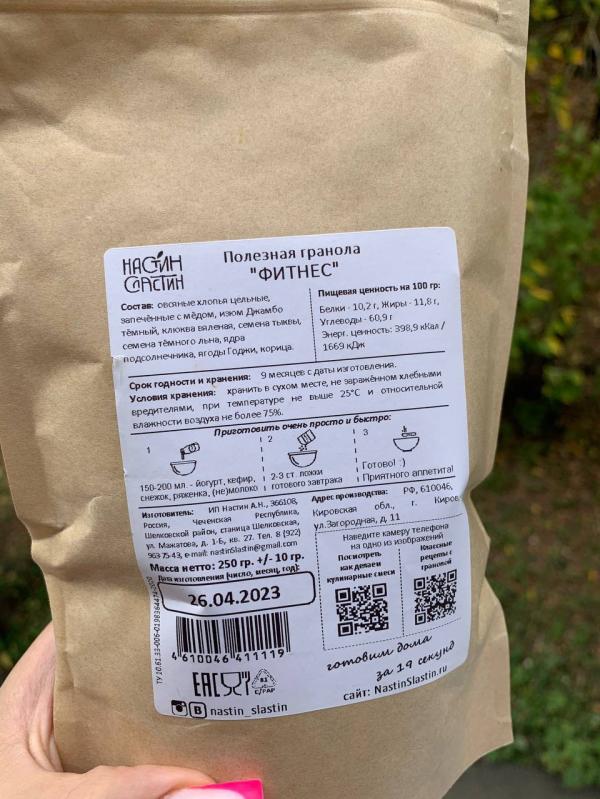 НАСТИН
СЛАСТИН
Полезная гранола
"ФИТНЕС"
Состав: овсяные хлопья цельные,
запечённые с мёдом, изюм Джамбо
тёмный, клюква вяленая, семена тыквы,
семена тёмного льна, ядра
подсолнечника, ягоды Годжи, корица.
Пищевая ценность на 100 гр:
Белки - 10,2 г, Жиры - 11,8 г,
Углеводы - 60,9 г
Энерг. ценность: 398,9 кКал /
1669 кДж
Срок годности и хранения: 9 месяцев с даты изготовления.
Условия хранения: хранить в сухом месте, не заражённом хлебными
вредителями, при температуре не выше 25°С и относительной
влажности воздуха не более 75%.
Приготовить очень просто и быстро:
1
150-200 мл. - йогурт, кефир,
снежок, ряженка, (не)молоко
2
2-3 ст. ложки
готового завтрака
3
Готово! :)
Приятного аппетита!
Изготовитель: ИП Настин А.Н., 366108,
Россия, Чеченская Республика,
Шелковской район, станица Шелковская,
ул. Мажатова, д. 1-Б, кв. 27. Тел. 8 (922)
963-75-43, e-mail: nastinSlastin@gmail.com
Масса нетто: 250 гр. +/- 10 гр.
Дата изготовления (число, месяц, год):
26.04.2023
Адрес производства: РФ, 610046,
Кировская обл., г. Киров
ул.Загородная, д. 11
Наведите камеру телефона
на одно из изображений
Посмотреть
как делаем
кулинарные смеси
Классные
рецепты с
гранолой
4 610046 411119
EAC
81
C/PAP
nastin_slastin
готовим дома
за 19 секунд
сайт: NastinSlastin.ru